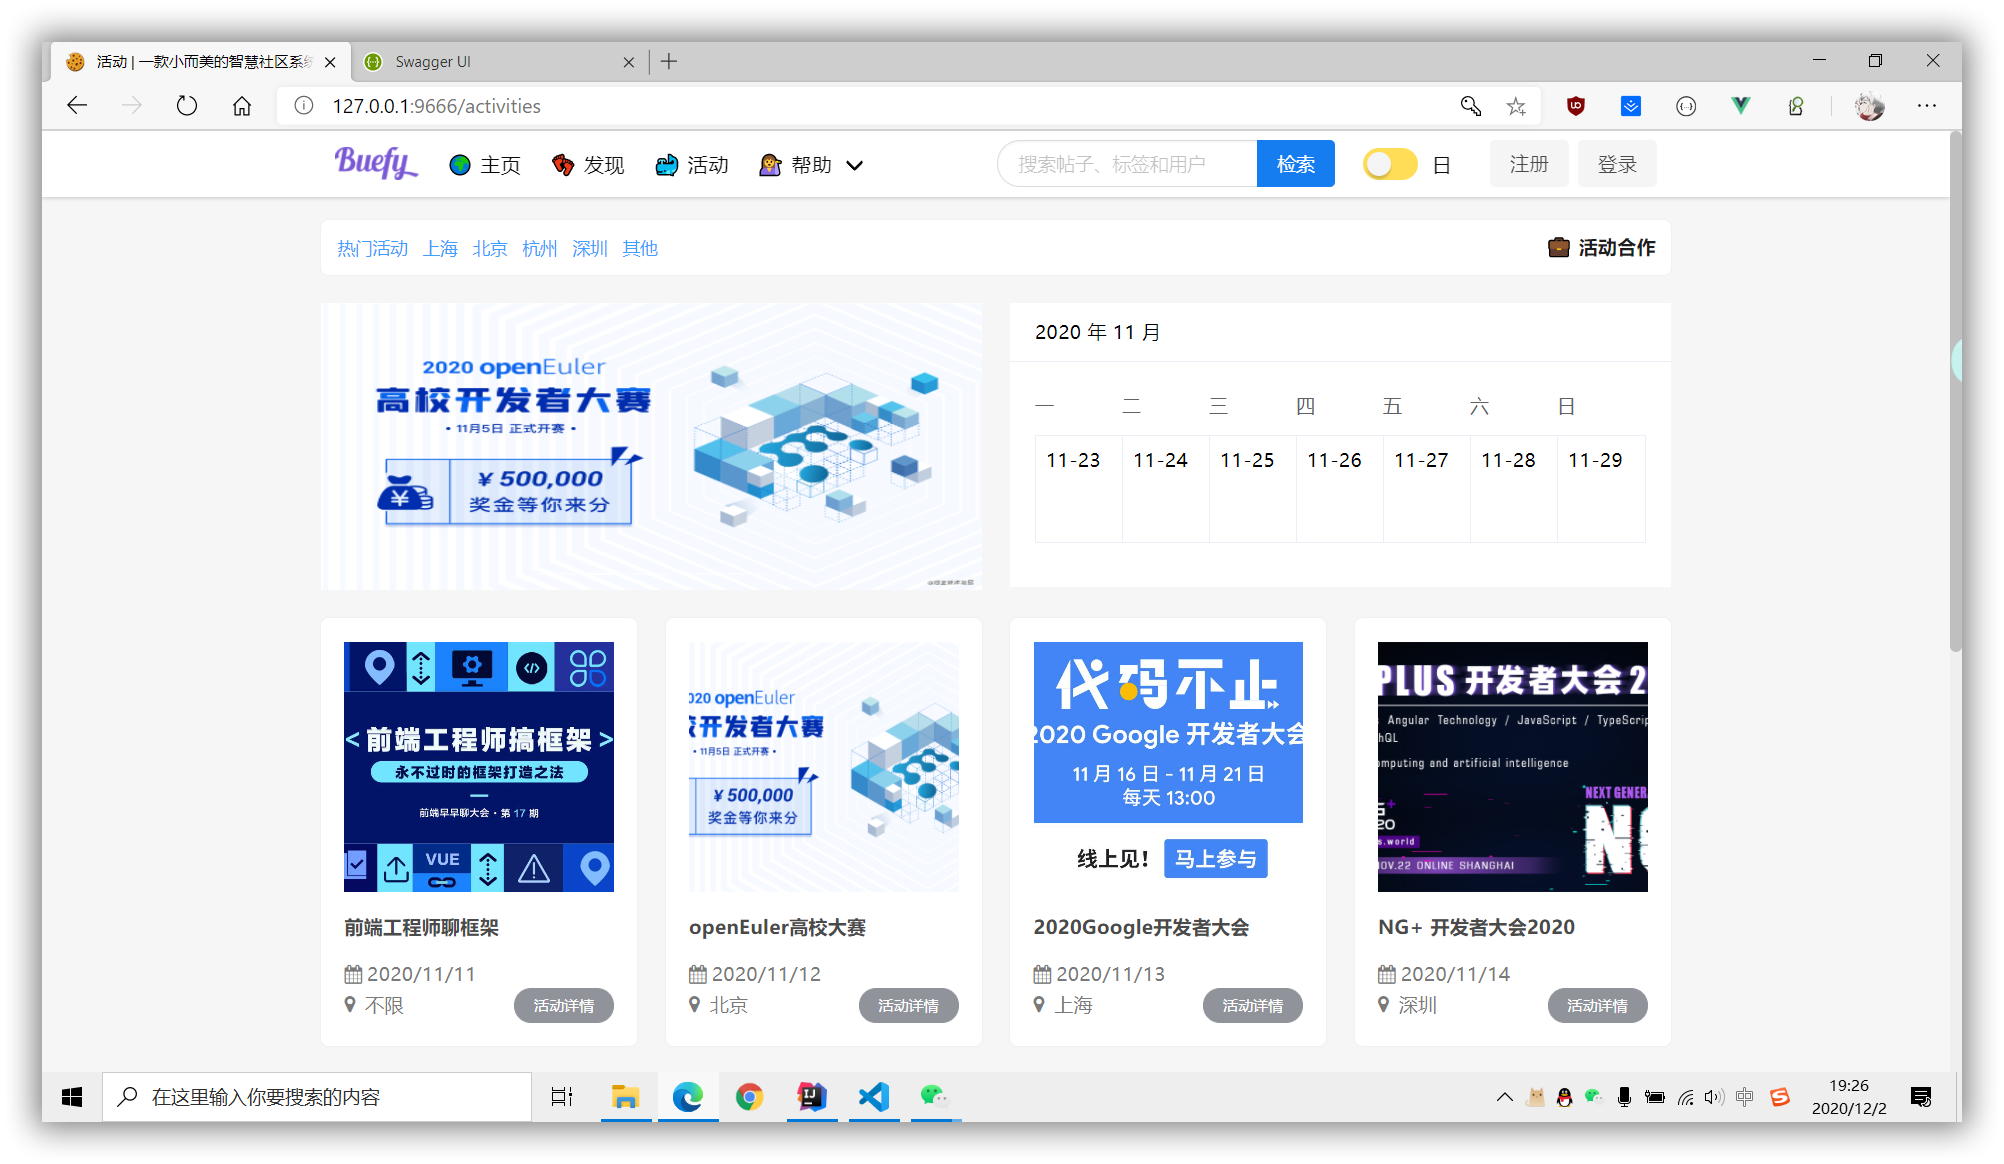 活动 | 一款小而美的智慧社区系统
Swagger UI
127.0.0.1:9666/activities
Buefy
主页
发现
活动
帮助
搜索帖子、标签和用户
检索
日
注册
登录
热门活动 上海 北京 杭州 深圳 其他
活动合作
2020 openEuler
高校开发者大赛
• 11月5日 正式开赛 •
¥ 500,000
奖金等你来分
2020 年 11 月
一 二 三 四 五 六 日
11-23 11-24 11-25 11-26 11-27 11-28 11-29
</>
< 前端工程师搞框架 >
永不过时的框架打造之法
前端早早聊大会 · 第 17 期
VUE
前端工程师聊框架
2020/11/11
不限
活动详情
020 openEuler
校开发者大赛
• 11月5日 正式开赛 •
¥ 500,000
奖金等你来分
openEuler高校大赛
2020/11/12
北京
活动详情
代码不止
2020 Google 开发者大会
11 月 16 日 - 11 月 21 日
每天 13:00
线上见!
马上参与
2020Google开发者大会
2020/11/13
上海
活动详情
PLUS 开发者大会 2
Angular Technology / JavaScript / TypeScrip
hQL
omputing and artificial intelligence
NEXT GENER
20
s.world
NOV.22 ONLINE SHANGHAI
NG+ 开发者大会2020
2020/11/14
深圳
活动详情
在这里输入你要搜索的内容
中
19:26
2020/12/2